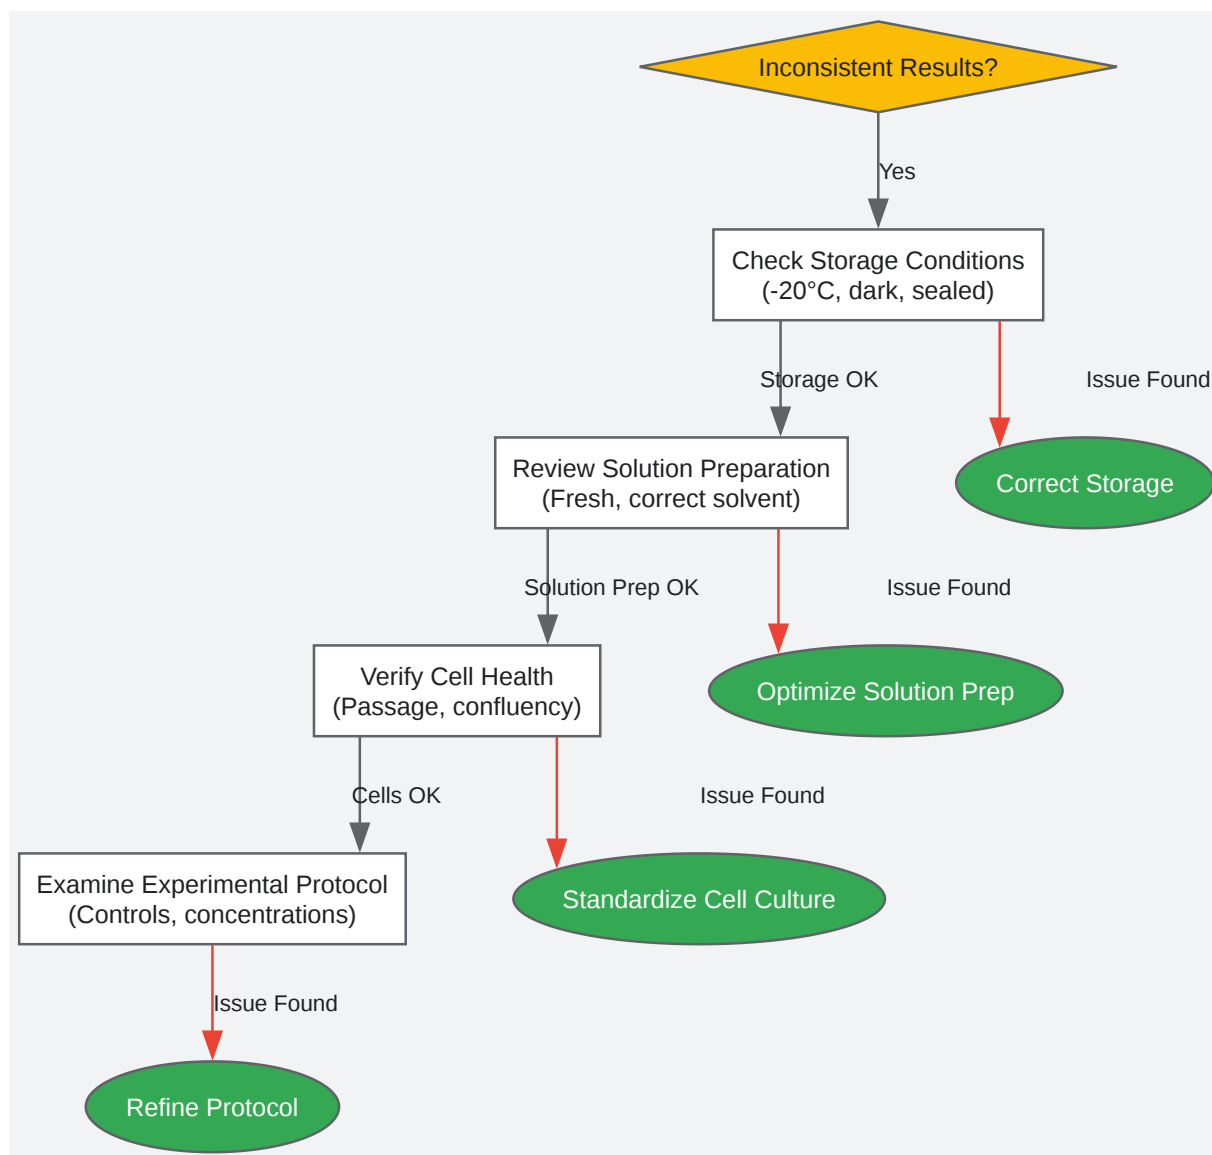 Inconsistent Results?
Yes
Check Storage Conditions
(-20°C, dark, sealed)
Storage OK
Issue Found
Review Solution Preparation
(Fresh, correct solvent)
Correct Storage
Solution Prep OK
Issue Found
Verify Cell Health
(Passage, confluency)
Optimize Solution Prep
Cells OK
Issue Found
Examine Experimental Protocol
(Controls, concentrations)
Standardize Cell Culture
Issue Found
Refine Protocol